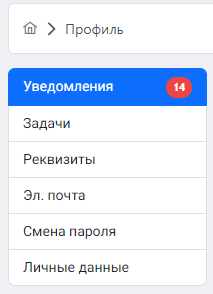 Профиль
Уведомления 14
Задачи
Реквизиты
Эл. почта
Смена пароля
Личные данные